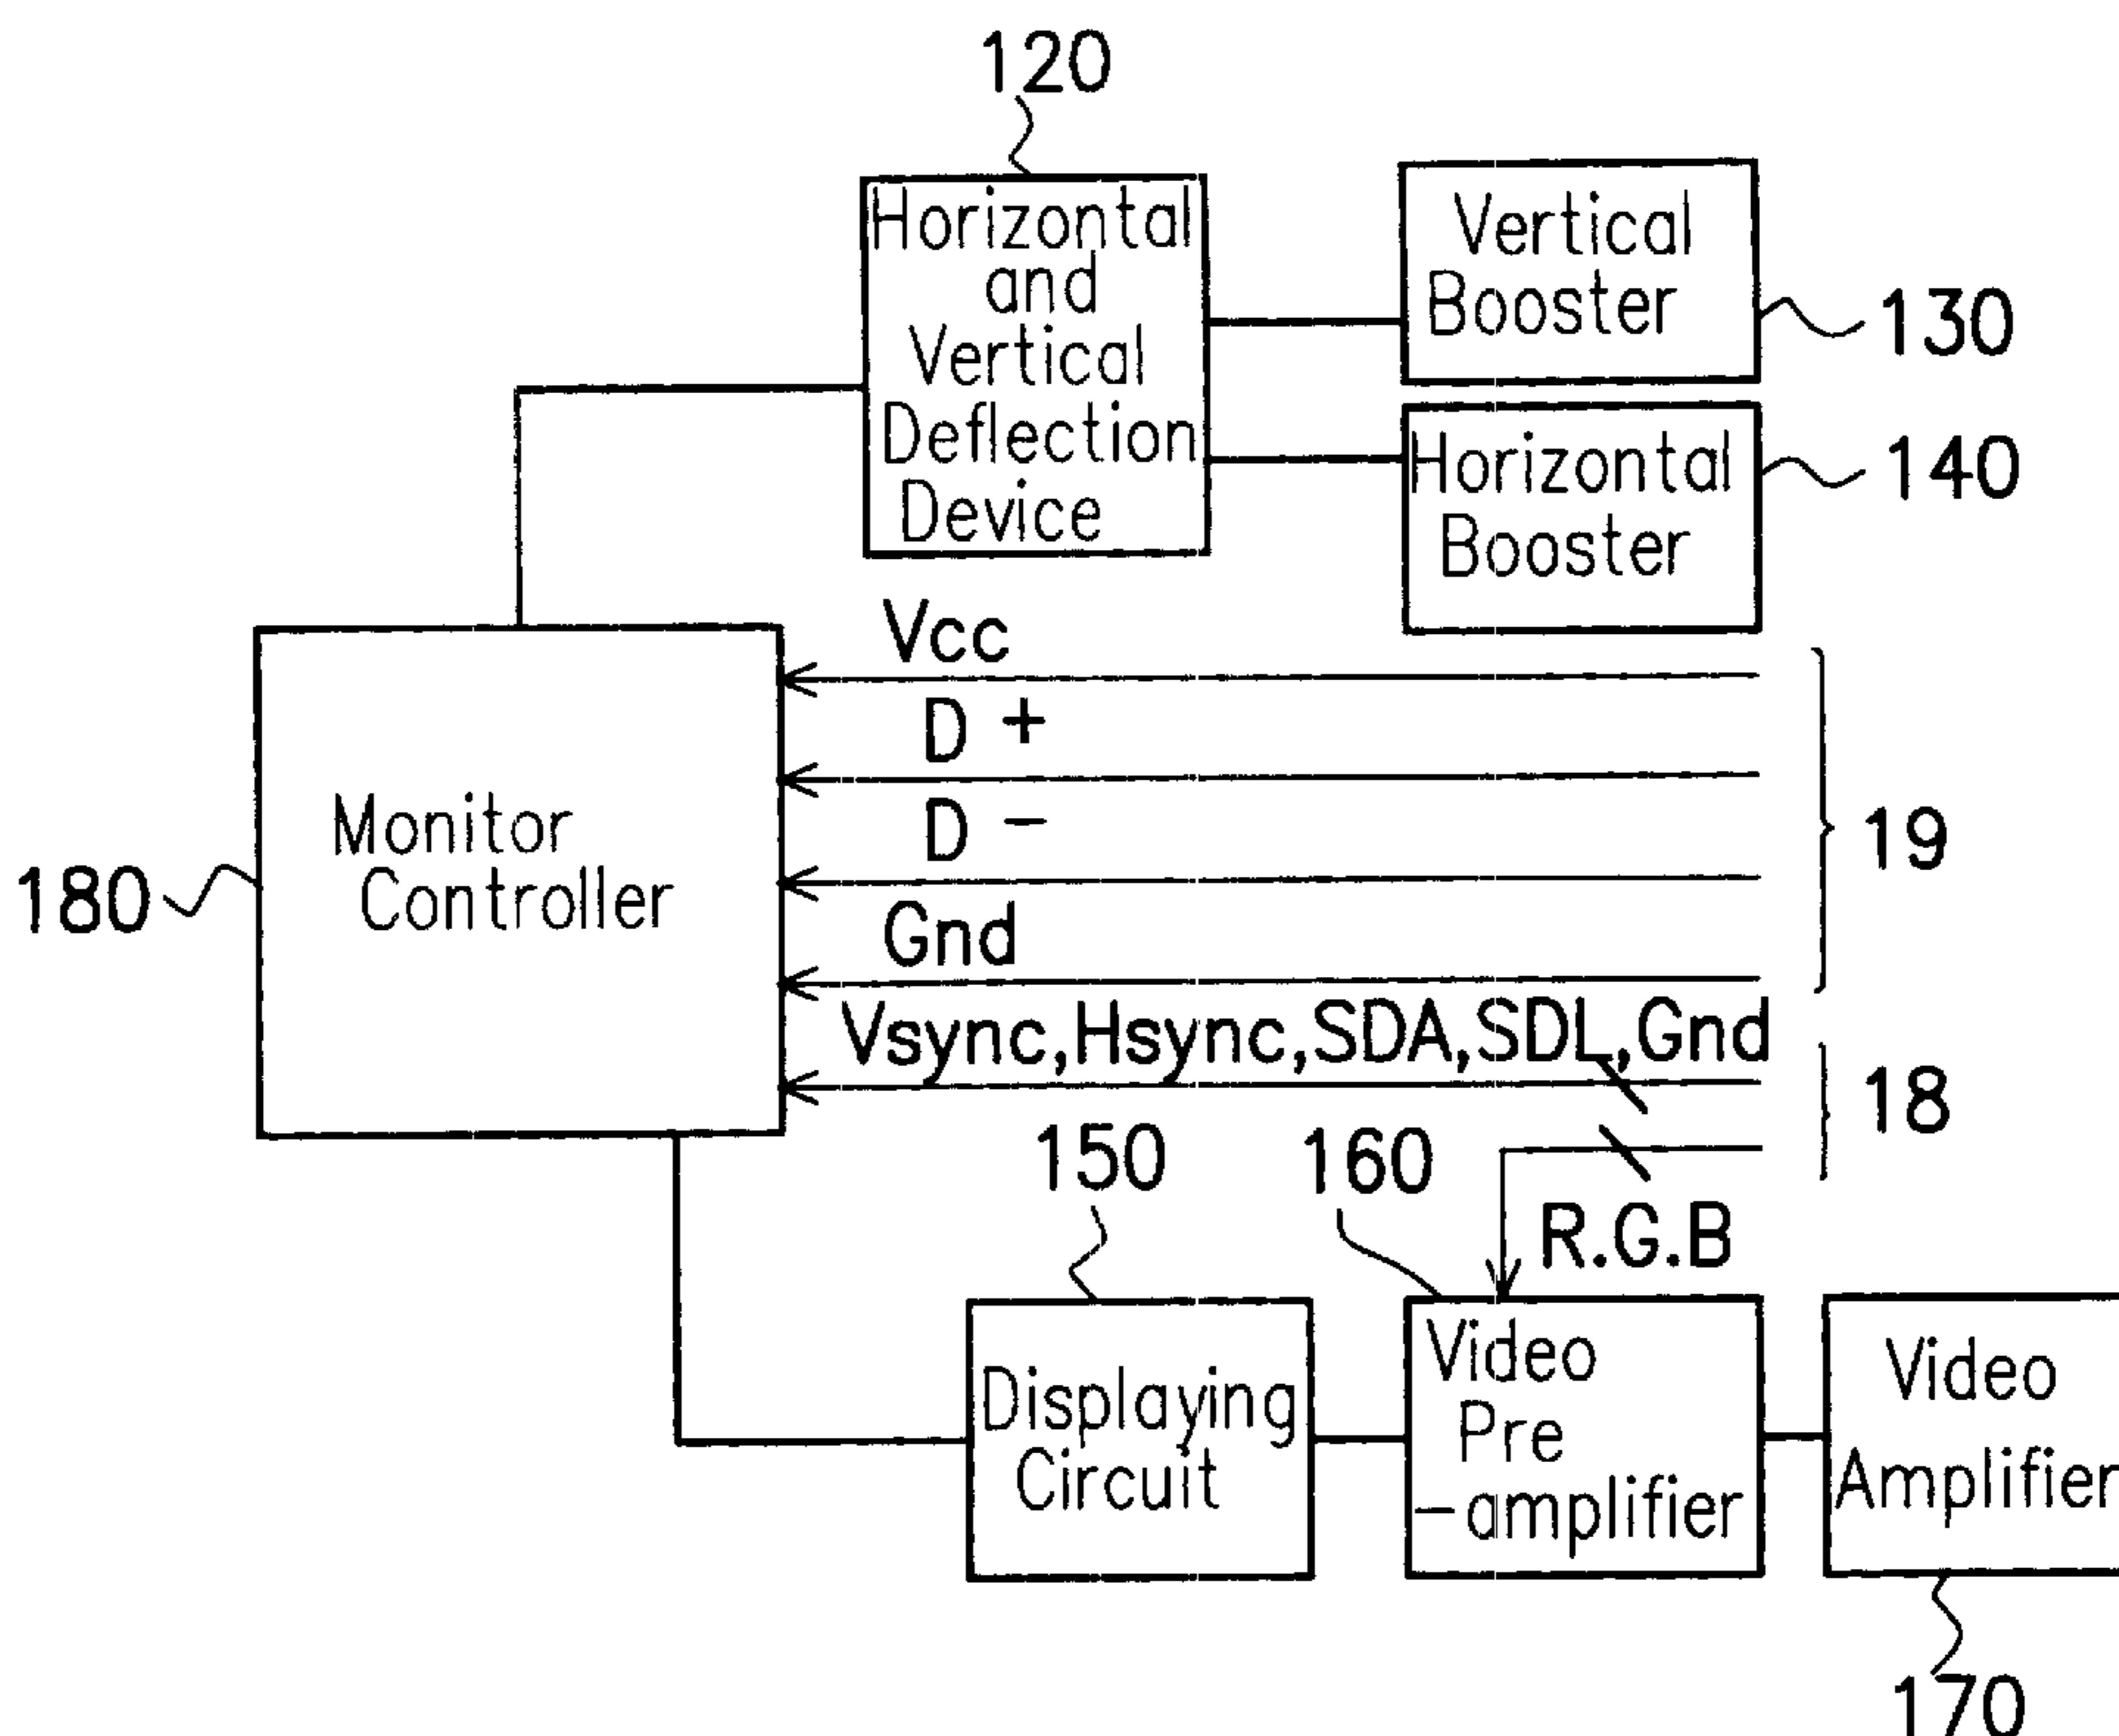 120
Horizontal
and
Vertical
Deflection
Device
Vertical
Booster
130
Horizontal
Booster
140
Monitor
Controller
180
Vcc
D +
D -
Gnd
19
Vsync,Hsync,SDA,SDL,Gnd
18
R.G.B
150
Displaying
Circuit
160
Video
Pre
-amplifier
Video
Amplifier
170